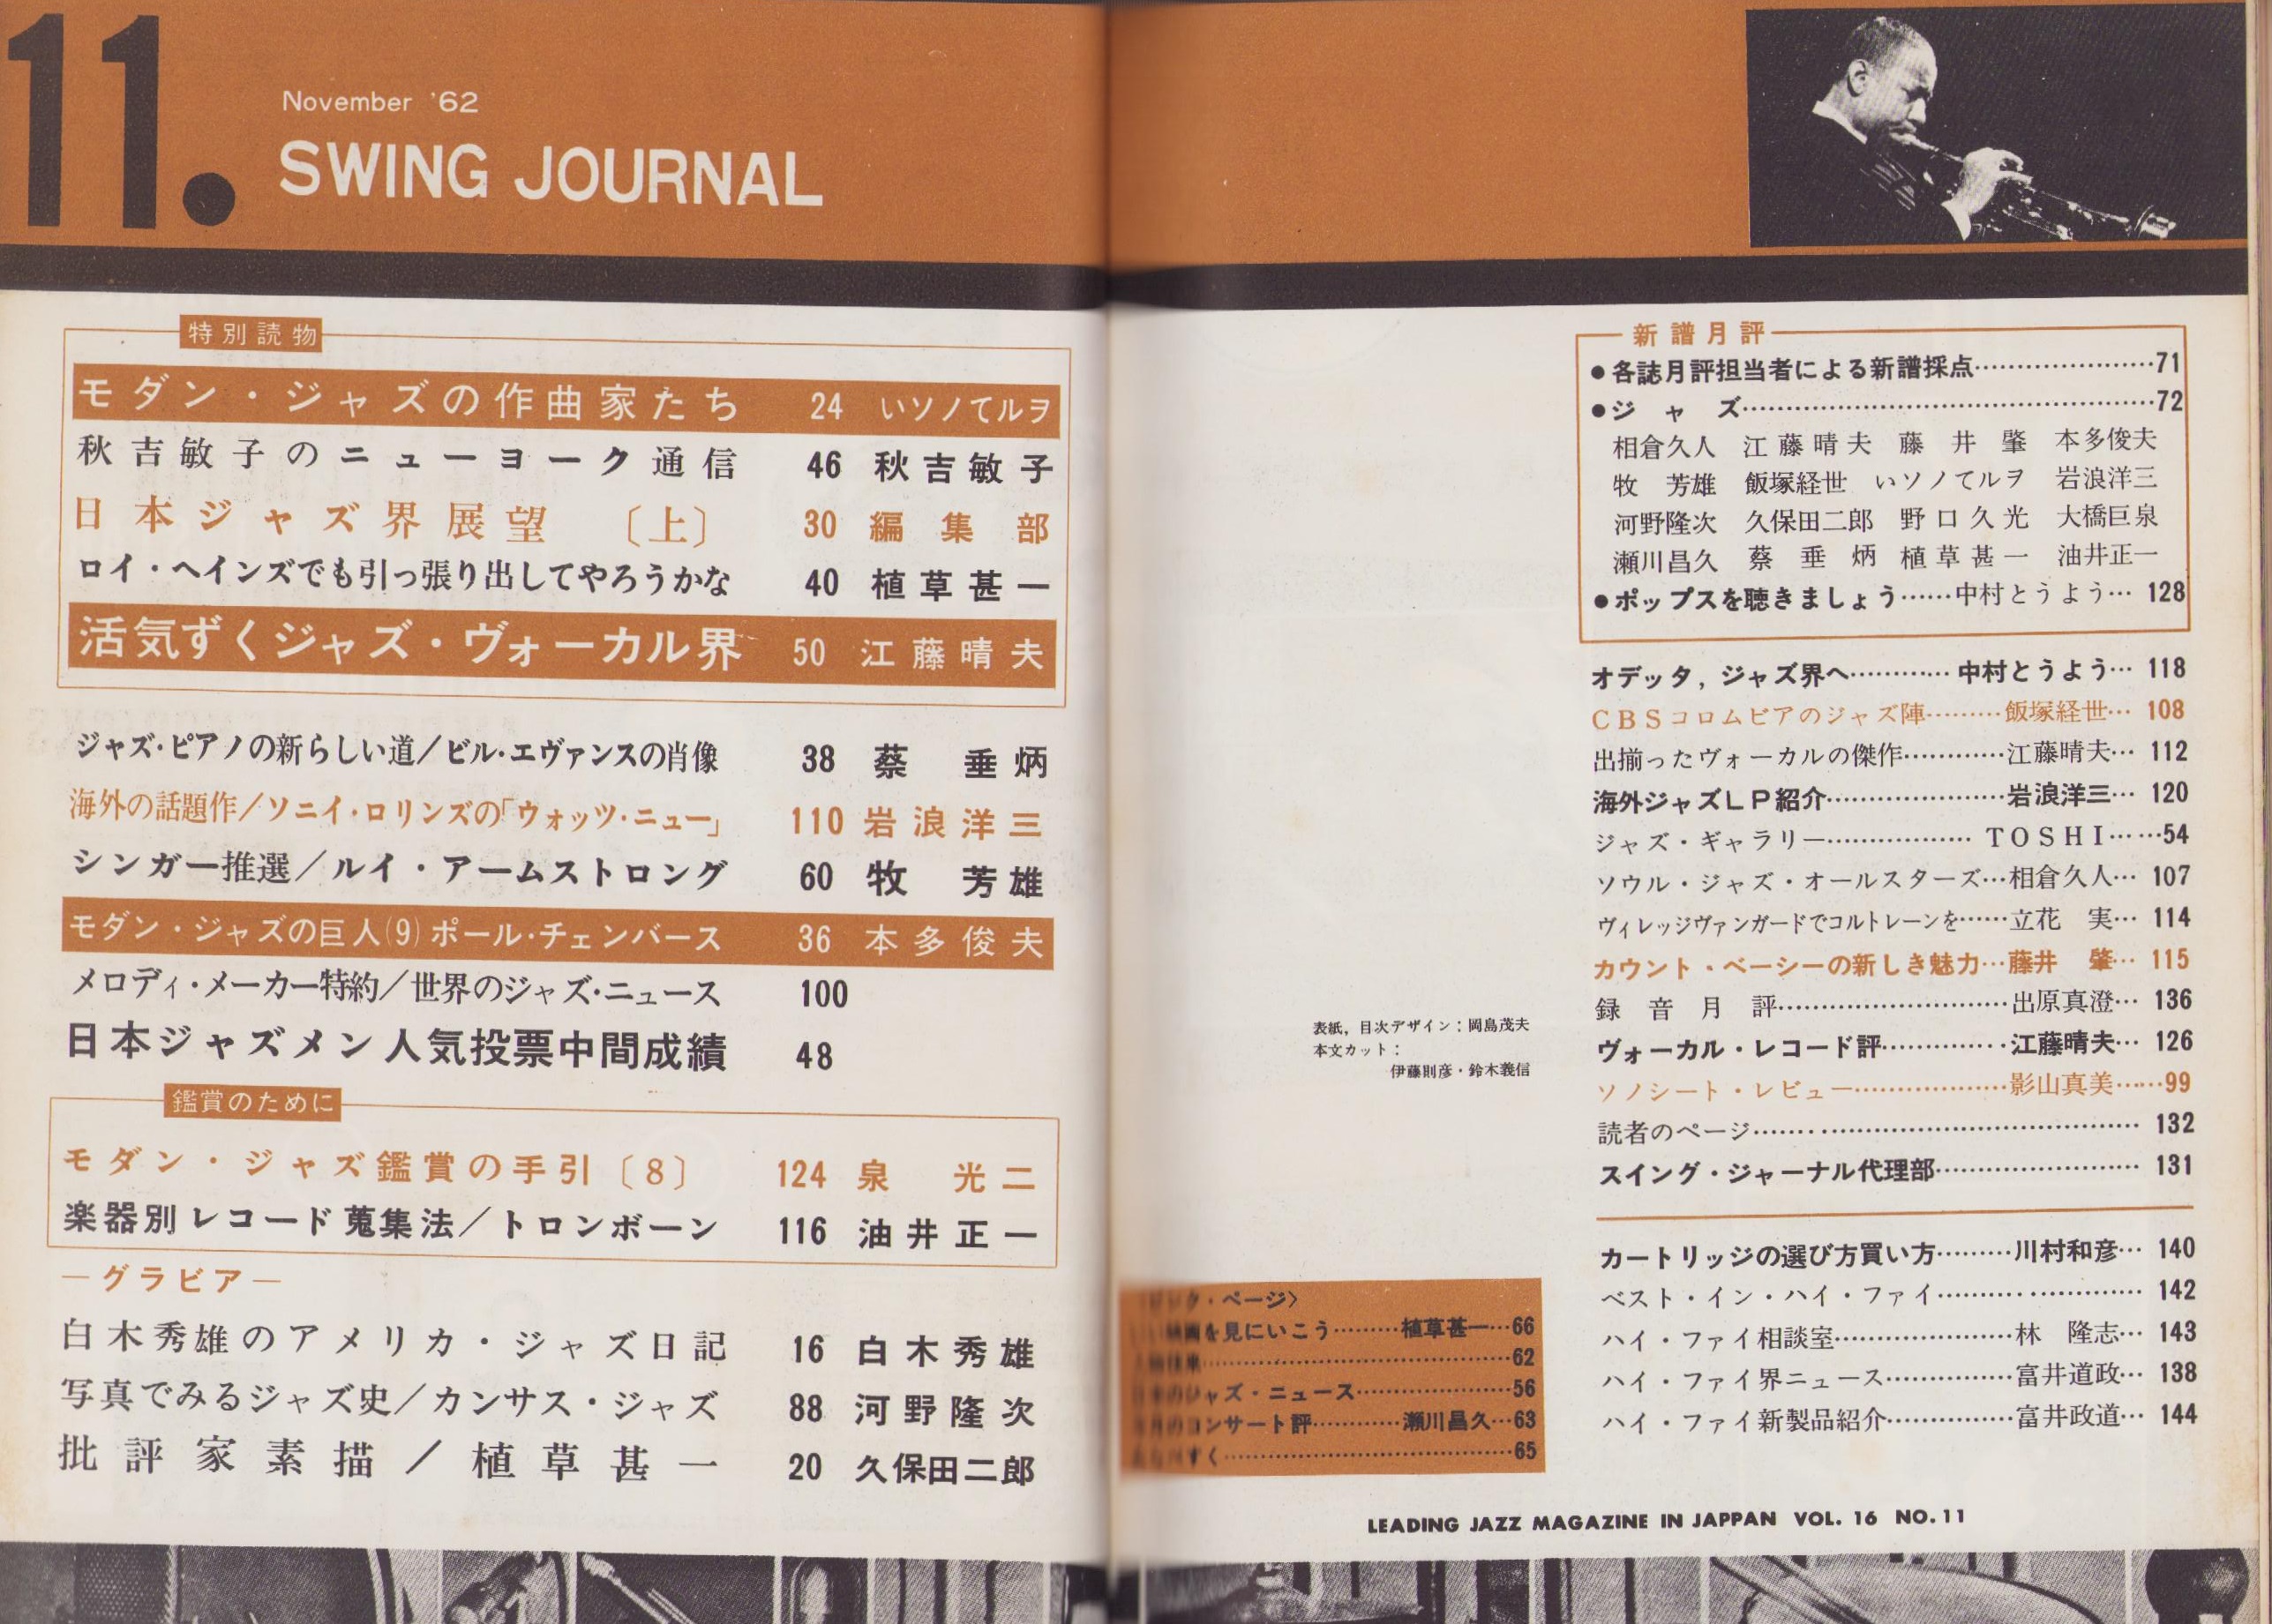 11.
November '62
SWING JOURNAL
特別読物
モダン・ジャズの作曲家たち 24 いソノてルヲ
秋吉敏子のニューヨーク通信 46 秋吉敏子
日本ジャズ界展望〔上〕 30 編集部
ロイ・ヘインズでも引っ張り出してやろうかな 40 植草甚一
活気ずくジャズ・ヴォーカル界 50 江藤晴夫
ジャズ・ピアノの新らしい道/ビル・エヴァンスの肖像 38 蔡垂炳
海外の話題作/ソニイ・ロリンズの「ウォッツ・ニュー」 110 岩浪洋三
シンガー推選/ルイ・アームストロング 60 牧芳雄
モダン・ジャズの巨人(9)ポール・チェンバース 36 本多俊夫
メロディ・メーカー特約/世界のジャズ・ニュース 100
日本ジャズメン人気投票中間成績 48
鑑賞のために
モダン・ジャズ鑑賞の手引〔8〕 124 泉光二
楽器別レコード蒐集法/トロンボーン 116 油井正一
—グラビア—
白木秀雄のアメリカ・ジャズ日記 16 白木秀雄
写真でみるジャズ史/カンサス・ジャズ 88 河野隆次
批評家素描/植草甚一 20 久保田二郎
表紙,目次デザイン:岡島茂夫
本文カット:
伊藤則彦・鈴木義信
・ページ〉
を見にいこう………植草甚一…66
……62
ジャズ・ニュース……56
のコンサート評…………瀬川昌久…63
ずく……65
新譜月評
●各誌月評担当者による新譜採点……71
●ジャズ……72
相倉久人 江藤晴夫 藤井肇 本多俊夫
牧芳雄 飯塚経世 いソノてルヲ 岩浪洋三
河野隆次 久保田二郎 野口久光 大橋巨泉
瀬川昌久 蔡垂炳 植草甚一 油井正一
●ポップスを聴きましょう……中村とうよう… 128
オデッタ,ジャズ界へ…………中村とうよう… 118
CBSコロムビアのジャズ陣………飯塚経世… 108
出揃ったヴォーカルの傑作…………江藤晴夫… 112
海外ジャズLP紹介……岩浪洋三… 120
ジャズ・ギャラリー……TOSHI……54
ソウル・ジャズ・オールスターズ…相倉久人… 107
ヴィレッジヴァンガードでコルトレーンを……立花 実… 114
カウント・ベーシーの新しき魅力…藤井 肇… 115
録音月評……出原真澄… 136
ヴォーカル・レコード評……江藤晴夫… 126
ソノシート・レビュー……影山真美……99
読者のページ…… 132
スイング・ジャーナル代理部…… 131
カートリッジの選び方買い方………川村和彦… 140
ベスト・イン・ハイ・ファイ…… 142
ハイ・ファイ相談室……林 隆志… 143
ハイ・ファイ界ニュース……富井道政… 138
ハイ・ファイ新製品紹介……富井政道… 144
LEADING JAZZ MAGAZINE IN JAPPAN VOL. 16 NO. 11